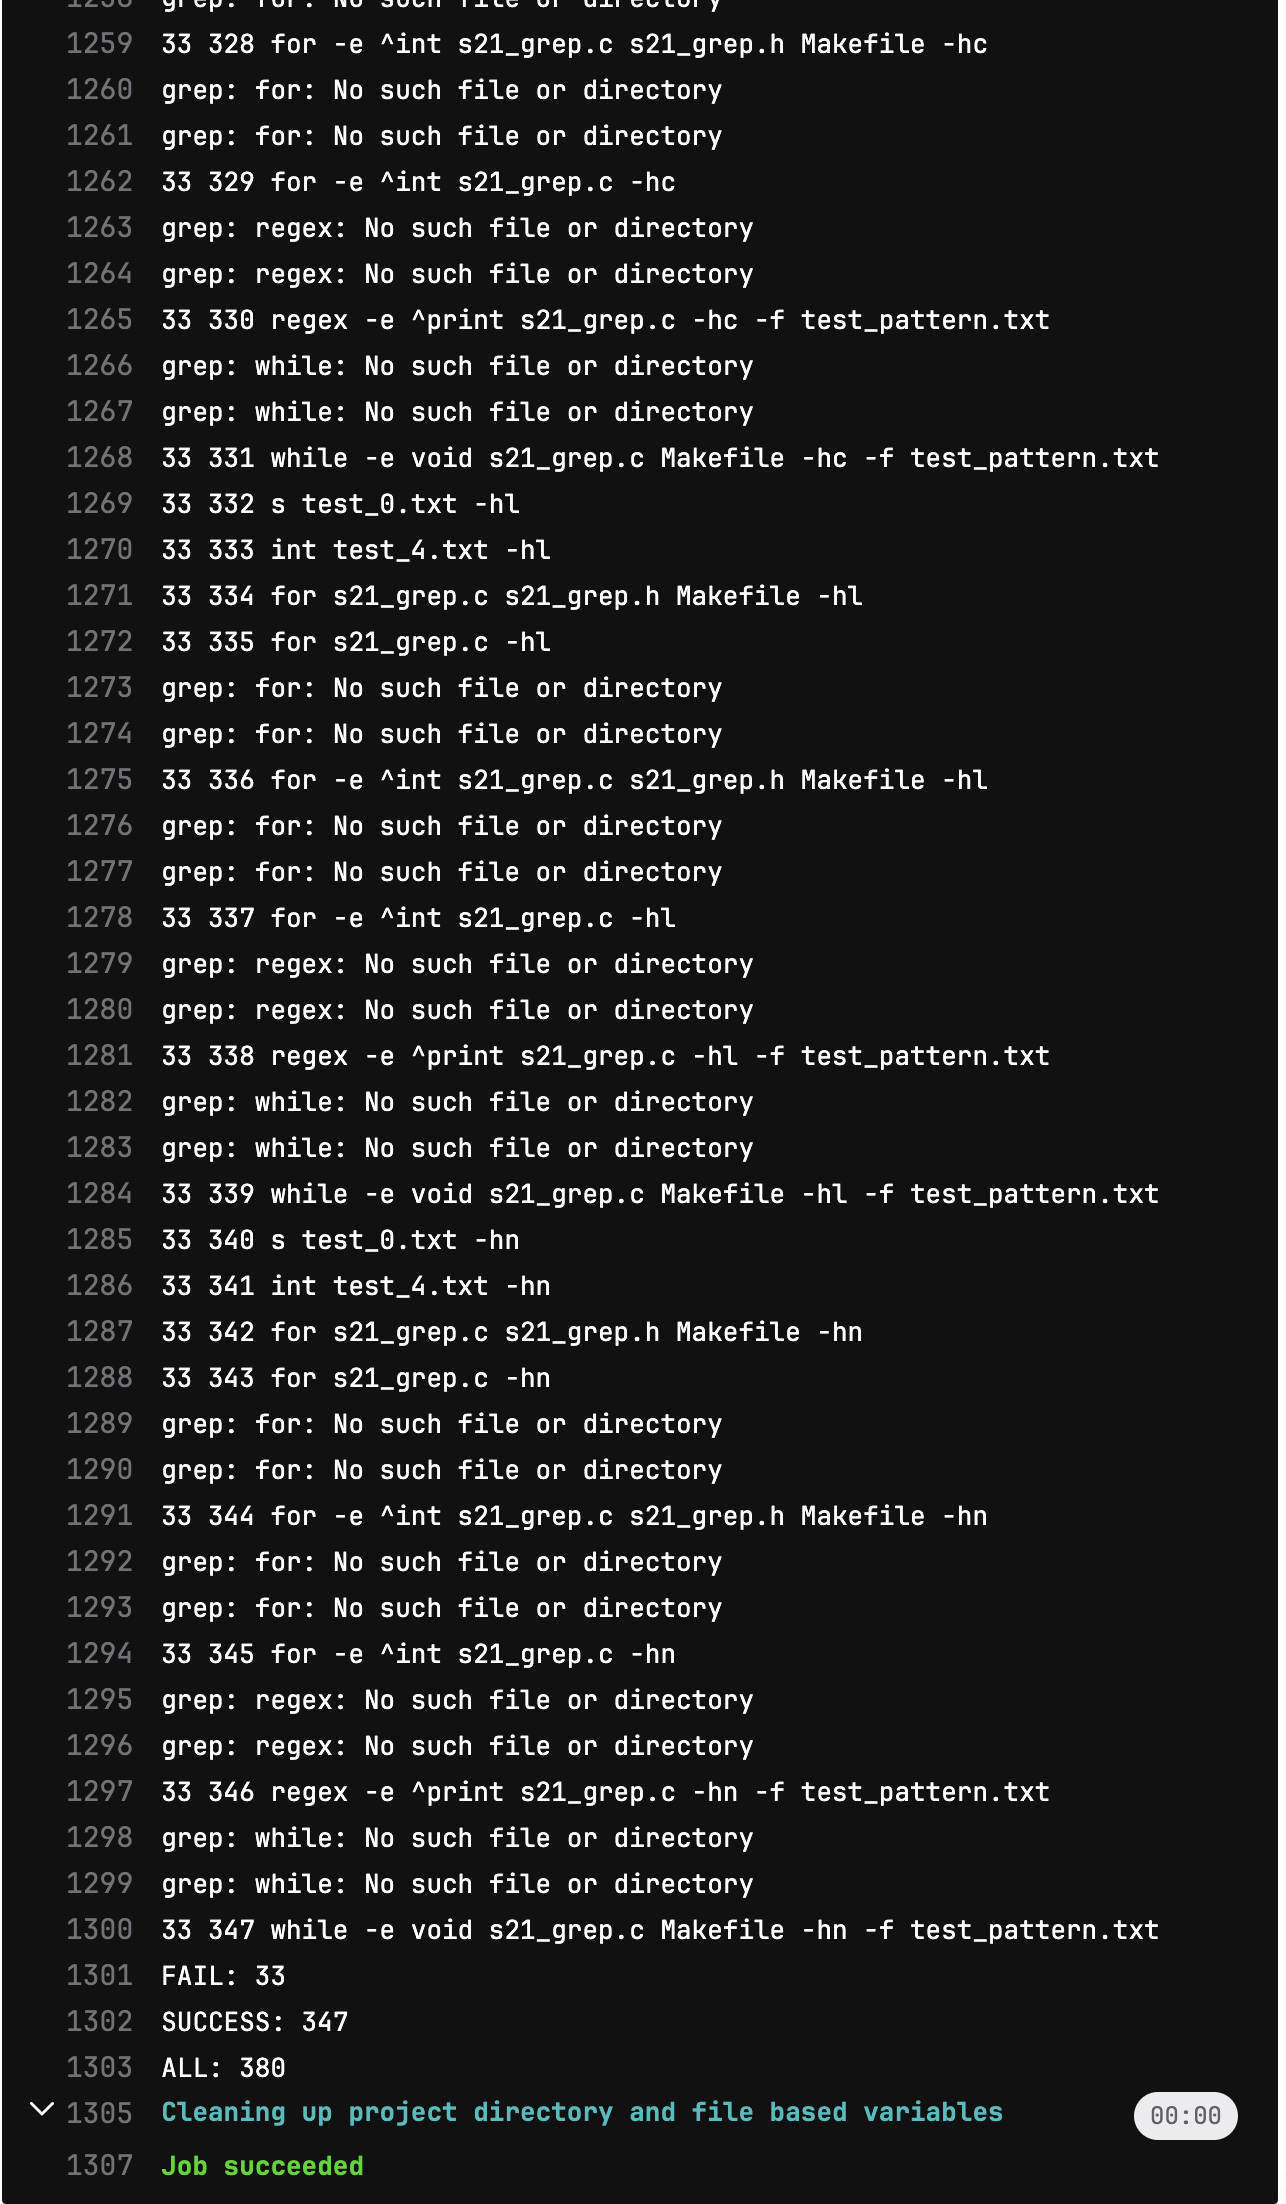 1258 grep: for: No such file or directory
1259 33 328 for -e ^int s21_grep.c s21_grep.h Makefile -hc
1260 grep: for: No such file or directory
1261 grep: for: No such file or directory
1262 33 329 for -e ^int s21_grep.c -hc
1263 grep: regex: No such file or directory
1264 grep: regex: No such file or directory
1265 33 330 regex -e ^print s21_grep.c -hc -f test_pattern.txt
1266 grep: while: No such file or directory
1267 grep: while: No such file or directory
1268 33 331 while -e void s21_grep.c Makefile -hc -f test_pattern.txt
1269 33 332 s test_0.txt -hl
1270 33 333 int test_4.txt -hl
1271 33 334 for s21_grep.c s21_grep.h Makefile -hl
1272 33 335 for s21_grep.c -hl
1273 grep: for: No such file or directory
1274 grep: for: No such file or directory
1275 33 336 for -e ^int s21_grep.c s21_grep.h Makefile -hl
1276 grep: for: No such file or directory
1277 grep: for: No such file or directory
1278 33 337 for -e ^int s21_grep.c -hl
1279 grep: regex: No such file or directory
1280 grep: regex: No such file or directory
1281 33 338 regex -e ^print s21_grep.c -hl -f test_pattern.txt
1282 grep: while: No such file or directory
1283 grep: while: No such file or directory
1284 33 339 while -e void s21_grep.c Makefile -hl -f test_pattern.txt
1285 33 340 s test_0.txt -hn
1286 33 341 int test_4.txt -hn
1287 33 342 for s21_grep.c s21_grep.h Makefile -hn
1288 33 343 for s21_grep.c -hn
1289 grep: for: No such file or directory
1290 grep: for: No such file or directory
1291 33 344 for -e ^int s21_grep.c s21_grep.h Makefile -hn
1292 grep: for: No such file or directory
1293 grep: for: No such file or directory
1294 33 345 for -e ^int s21_grep.c -hn
1295 grep: regex: No such file or directory
1296 grep: regex: No such file or directory
1297 33 346 regex -e ^print s21_grep.c -hn -f test_pattern.txt
1298 grep: while: No such file or directory
1299 grep: while: No such file or directory
1300 33 347 while -e void s21_grep.c Makefile -hn -f test_pattern.txt
1301 FAIL: 33
1302 SUCCESS: 347
1303 ALL: 380
1305 Cleaning up project directory and file based variables 00:00
1307 Job succeeded